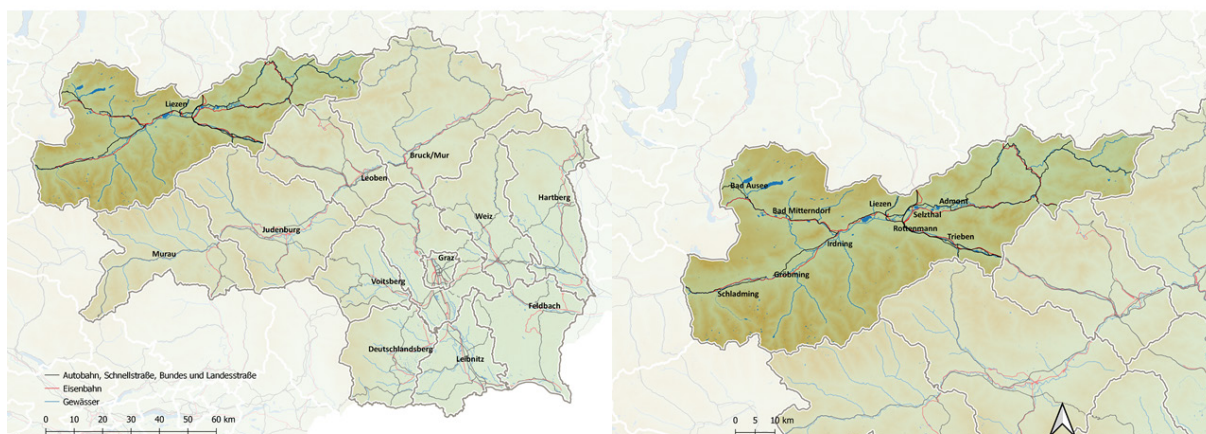 Liezen
Bruck/Mur
Leoben
Hartberg
Weiz
Judenburg
Murau
Graz
Voitsberg
Feldbach
Deutschlandsberg
Leibnitz
Autobahn, Schnellstraße, Bundes und Landesstraße
Eisenbahn
Gewässer
0 10 20 30 40 50 60 km
Bad Ausee
Bad Mitterndorf
Liezen
Admont
Selzthal
Rottenmann
Trieben
Irdning
Gröbming
Schladming
0 5 10 km